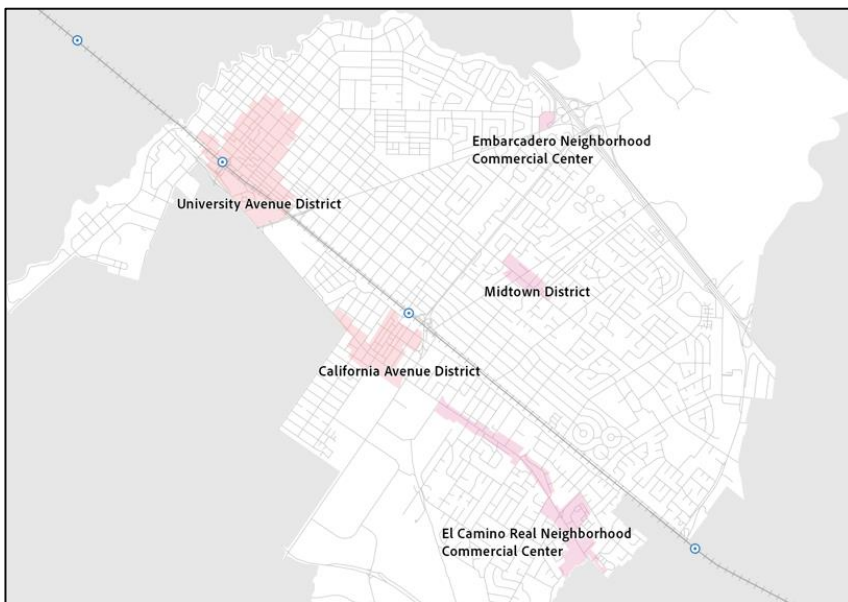 Embarcadero Neighborhood
Commercial Center
University Avenue District
Midtown District
California Avenue District
El Camino Real Neighborhood
Commercial Center